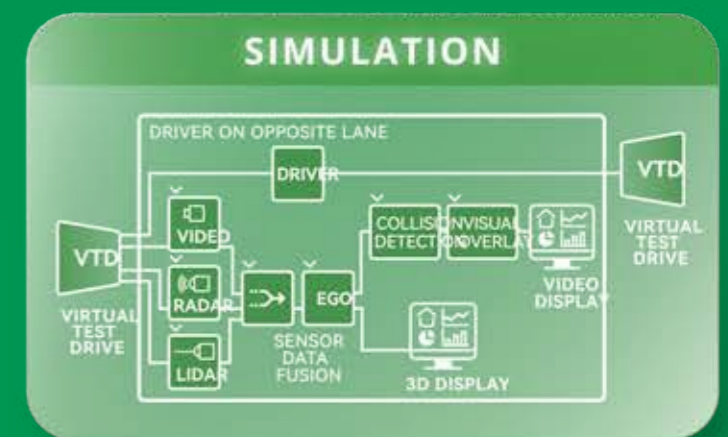 SIMULATION
DRIVER ON OPPOSITE LANE
DRIVER
VTD
VIRTUAL
TEST
DRIVE
VIDEO
RADAR
LIDAR
EGO
SENSOR
DATA
FUSION
COLLISION
DETECTION
VISUAL
OVERLAY
VIDEO
DISPLAY
3D DISPLAY
VTD
VIRTUAL
TEST
DRIVE